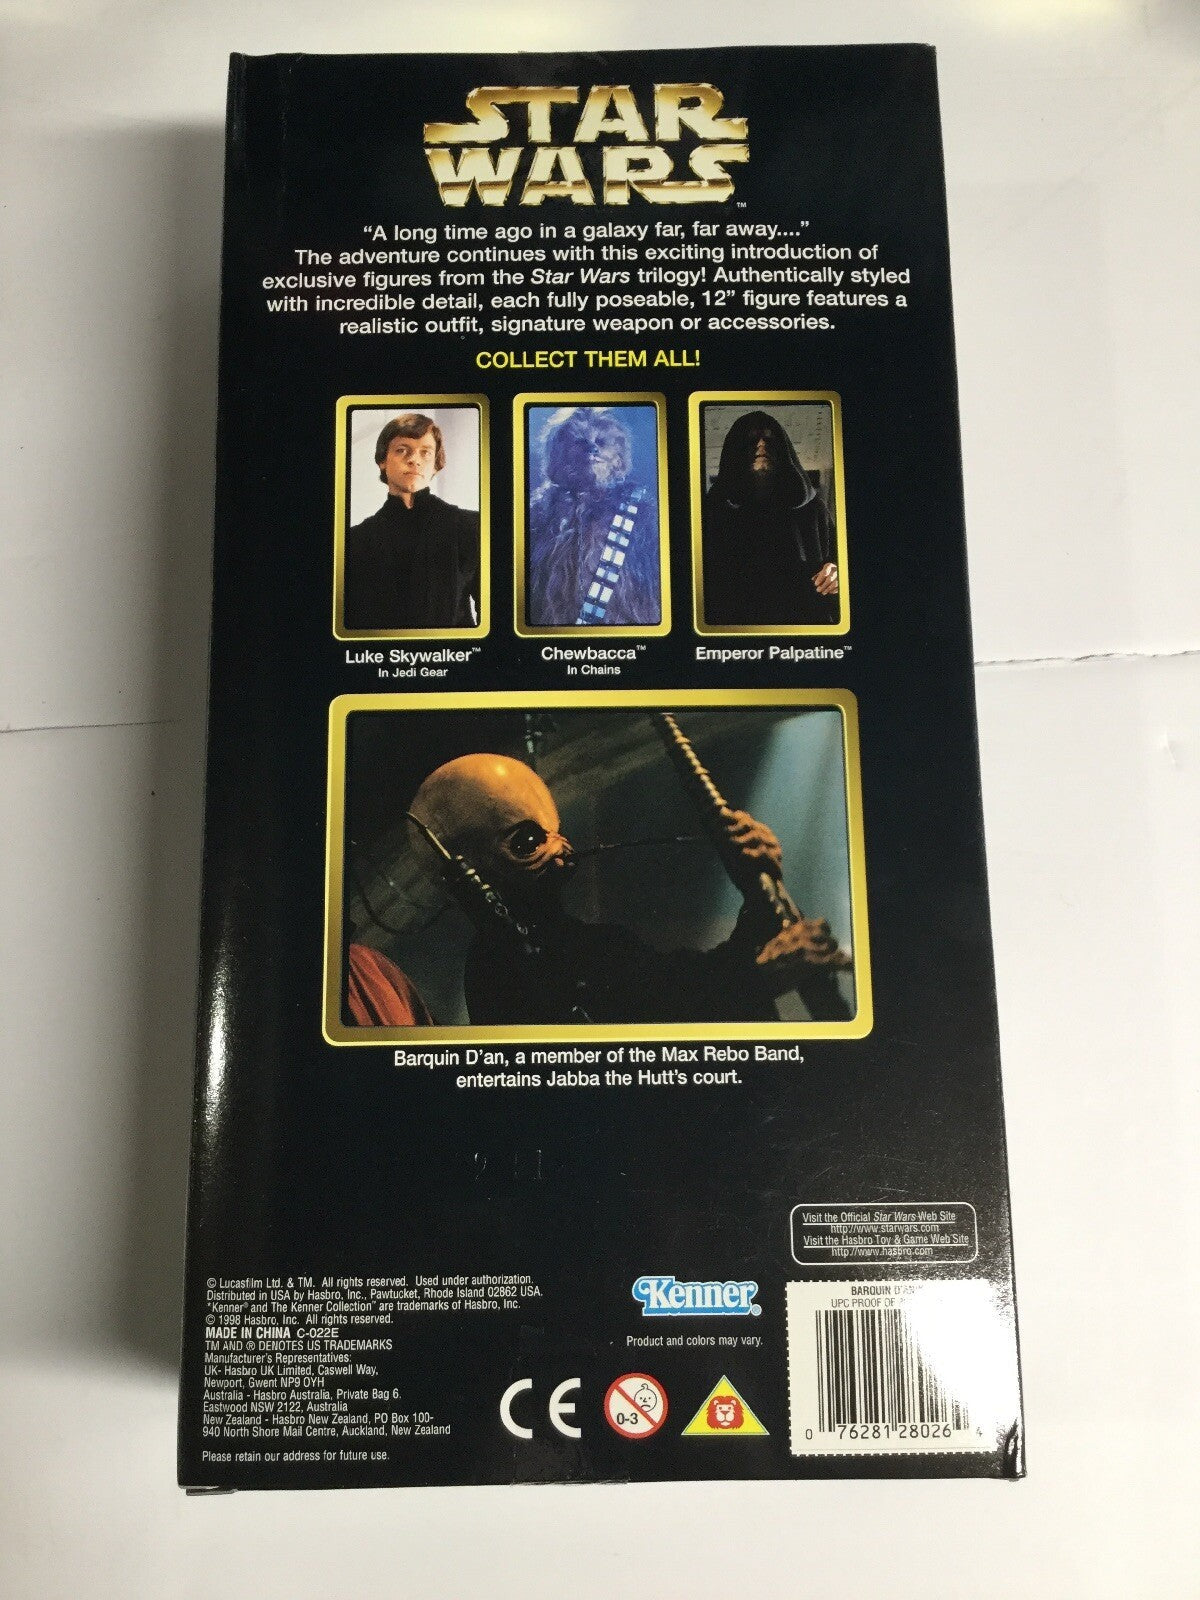 STAR
WARS™
“A long time ago in a galaxy far, far away....”
The adventure continues with this exciting introduction of
exclusive figures from the Star Wars trilogy! Authentically styled
with incredible detail, each fully poseable, 12” figure features a
realistic outfit, signature weapon or accessories.
COLLECT THEM ALL!
Luke Skywalker™
In Jedi Gear
Chewbacca™
In Chains
Emperor Palpatine™
Barquin D'an, a member of the Max Rebo Band,
entertains Jabba the Hutt's court.
Visit the Official Star Wars Web Site
http://www.starwars.com
Visit the Hasbro Toy & Game Web Site
http://www.hasbro.com
© Lucasfilm Ltd. & TM. All rights reserved. Used under authorization.
Distributed in USA by Hasbro, Inc., Pawtucket, Rhode Island 02862 USA.
"Kenner® and The Kenner Collection" are trademarks of Hasbro, Inc.
© 1998 Hasbro, Inc. All rights reserved.
MADE IN CHINA C-022E
TM AND ® DENOTES US TRADEMARKS
Manufacturer's Representatives:
UK- Hasbro UK Limited, Caswell Way,
Newport, Gwent NP9 OYH
Australia - Hasbro Australia, Private Bag 6.
Eastwood NSW 2122, Australia
New Zealand - Hasbro New Zealand, PO Box 100-
940 North Shore Mail Centre, Auckland, New Zealand
Please retain our address for future use.
Kenner®
Product and colors may vary.
CE
0-3
BARQUIN
UPC PROOF OF
0 76281 28026 4